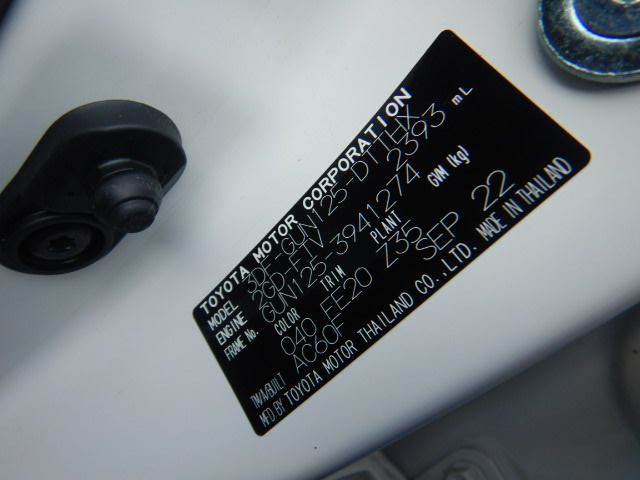 TOYOTA MOTOR CORPORATION
MODEL 3DF-GUN125-DTTHX
ENGINE 2GD-FTV 2393 mL
FRAME No. GUN125-3941274
COLOR TRIM PLANT GVM (kg)
040 FE20 Z35
TM/A/BUILT AC60F SEP 22
MFD BY TOYOTA MOTOR THAILAND CO.,LTD. MADE IN THAILAND